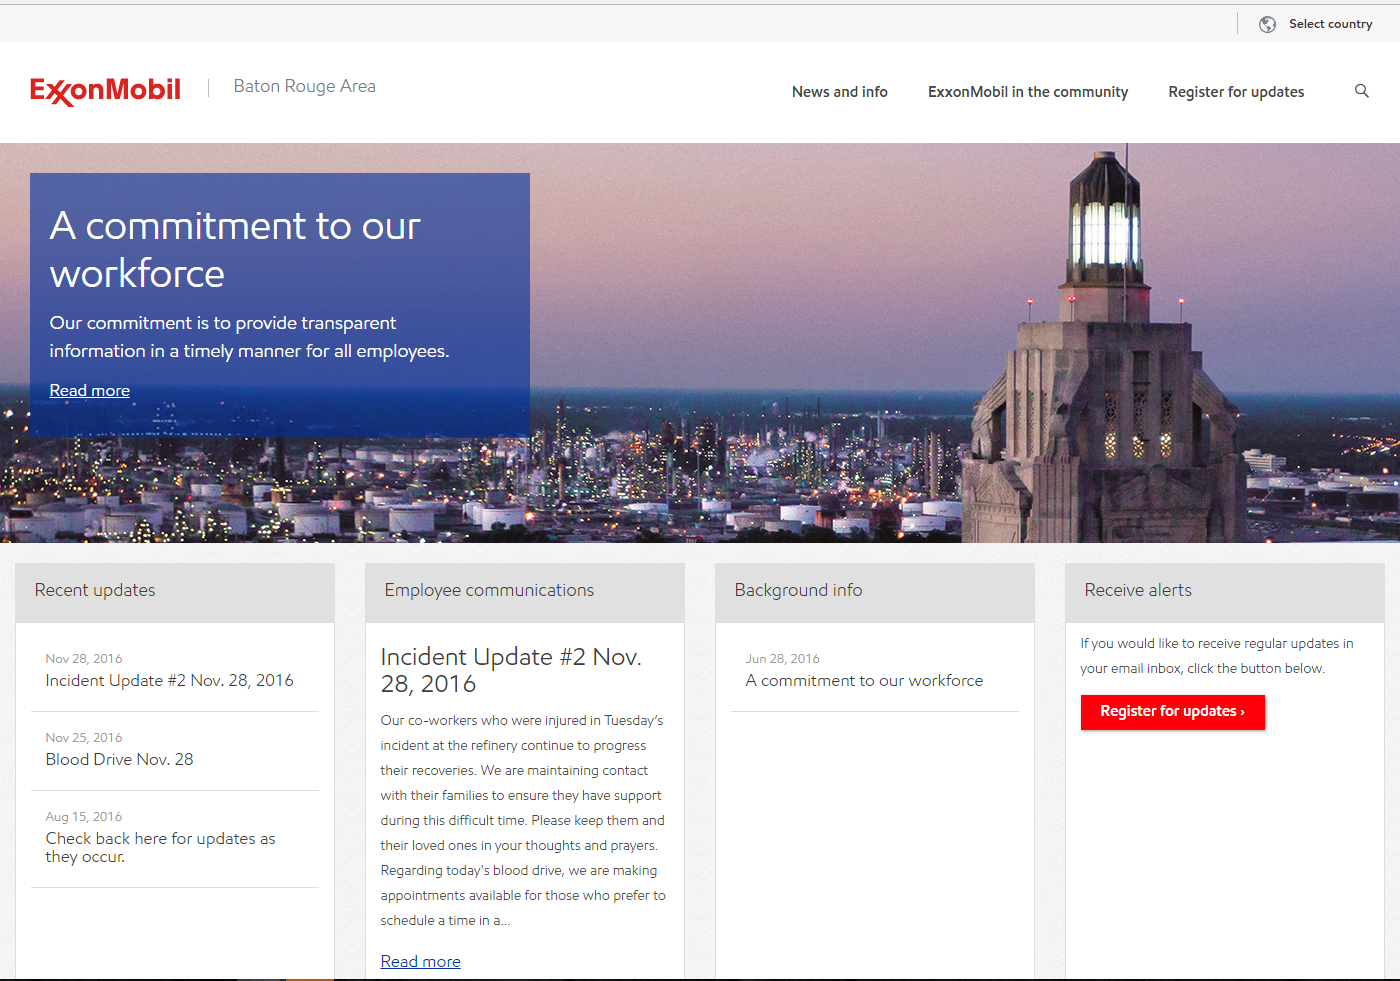 Select country
ExxonMobil
Baton Rouge Area
News and info
ExxonMobil in the community
Register for updates
A commitment to our
workforce
Our commitment is to provide transparent
information in a timely manner for all employees.
Read more
Recent updates
Nov 28, 2016
Incident Update #2 Nov. 28, 2016
Nov 25, 2016
Blood Drive Nov. 28
Aug 15, 2016
Check back here for updates as
they occur.
Employee communications
Incident Update #2 Nov.
28, 2016
Our co-workers who were injured in Tuesday’s
incident at the refinery continue to progress
their recoveries. We are maintaining contact
with their families to ensure they have support
during this difficult time. Please keep them and
their loved ones in your thoughts and prayers.
Regarding today's blood drive, we are making
appointments available for those who prefer to
schedule a time in a...
Read more
Background info
Jun 28, 2016
A commitment to our workforce
Receive alerts
If you would like to receive regular updates in
your email inbox, click the button below.
Register for updates ›